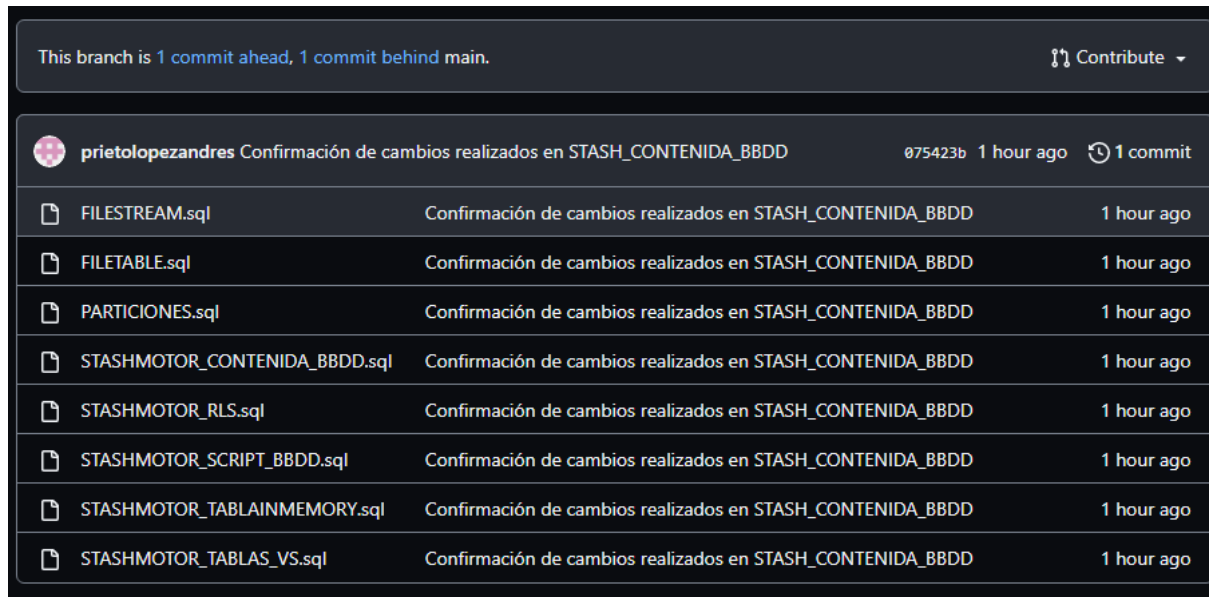 This branch is 1 commit ahead, 1 commit behind main. Contribute
prietolopezandres Confirmación de cambios realizados en STASH_CONTENIDA_BBDD 075423b 1 hour ago 1 commit
FILESTREAM.sql Confirmación de cambios realizados en STASH_CONTENIDA_BBDD 1 hour ago
FILETABLE.sql Confirmación de cambios realizados en STASH_CONTENIDA_BBDD 1 hour ago
PARTICIONES.sql Confirmación de cambios realizados en STASH_CONTENIDA_BBDD 1 hour ago
STASHMOTOR_CONTENIDA_BBDD.sql Confirmación de cambios realizados en STASH_CONTENIDA_BBDD 1 hour ago
STASHMOTOR_RLS.sql Confirmación de cambios realizados en STASH_CONTENIDA_BBDD 1 hour ago
STASHMOTOR_SCRIPT_BBDD.sql Confirmación de cambios realizados en STASH_CONTENIDA_BBDD 1 hour ago
STASHMOTOR_TABLAINMEMORY.sql Confirmación de cambios realizados en STASH_CONTENIDA_BBDD 1 hour ago
STASHMOTOR_TABLAS_VS.sql Confirmación de cambios realizados en STASH_CONTENIDA_BBDD 1 hour ago